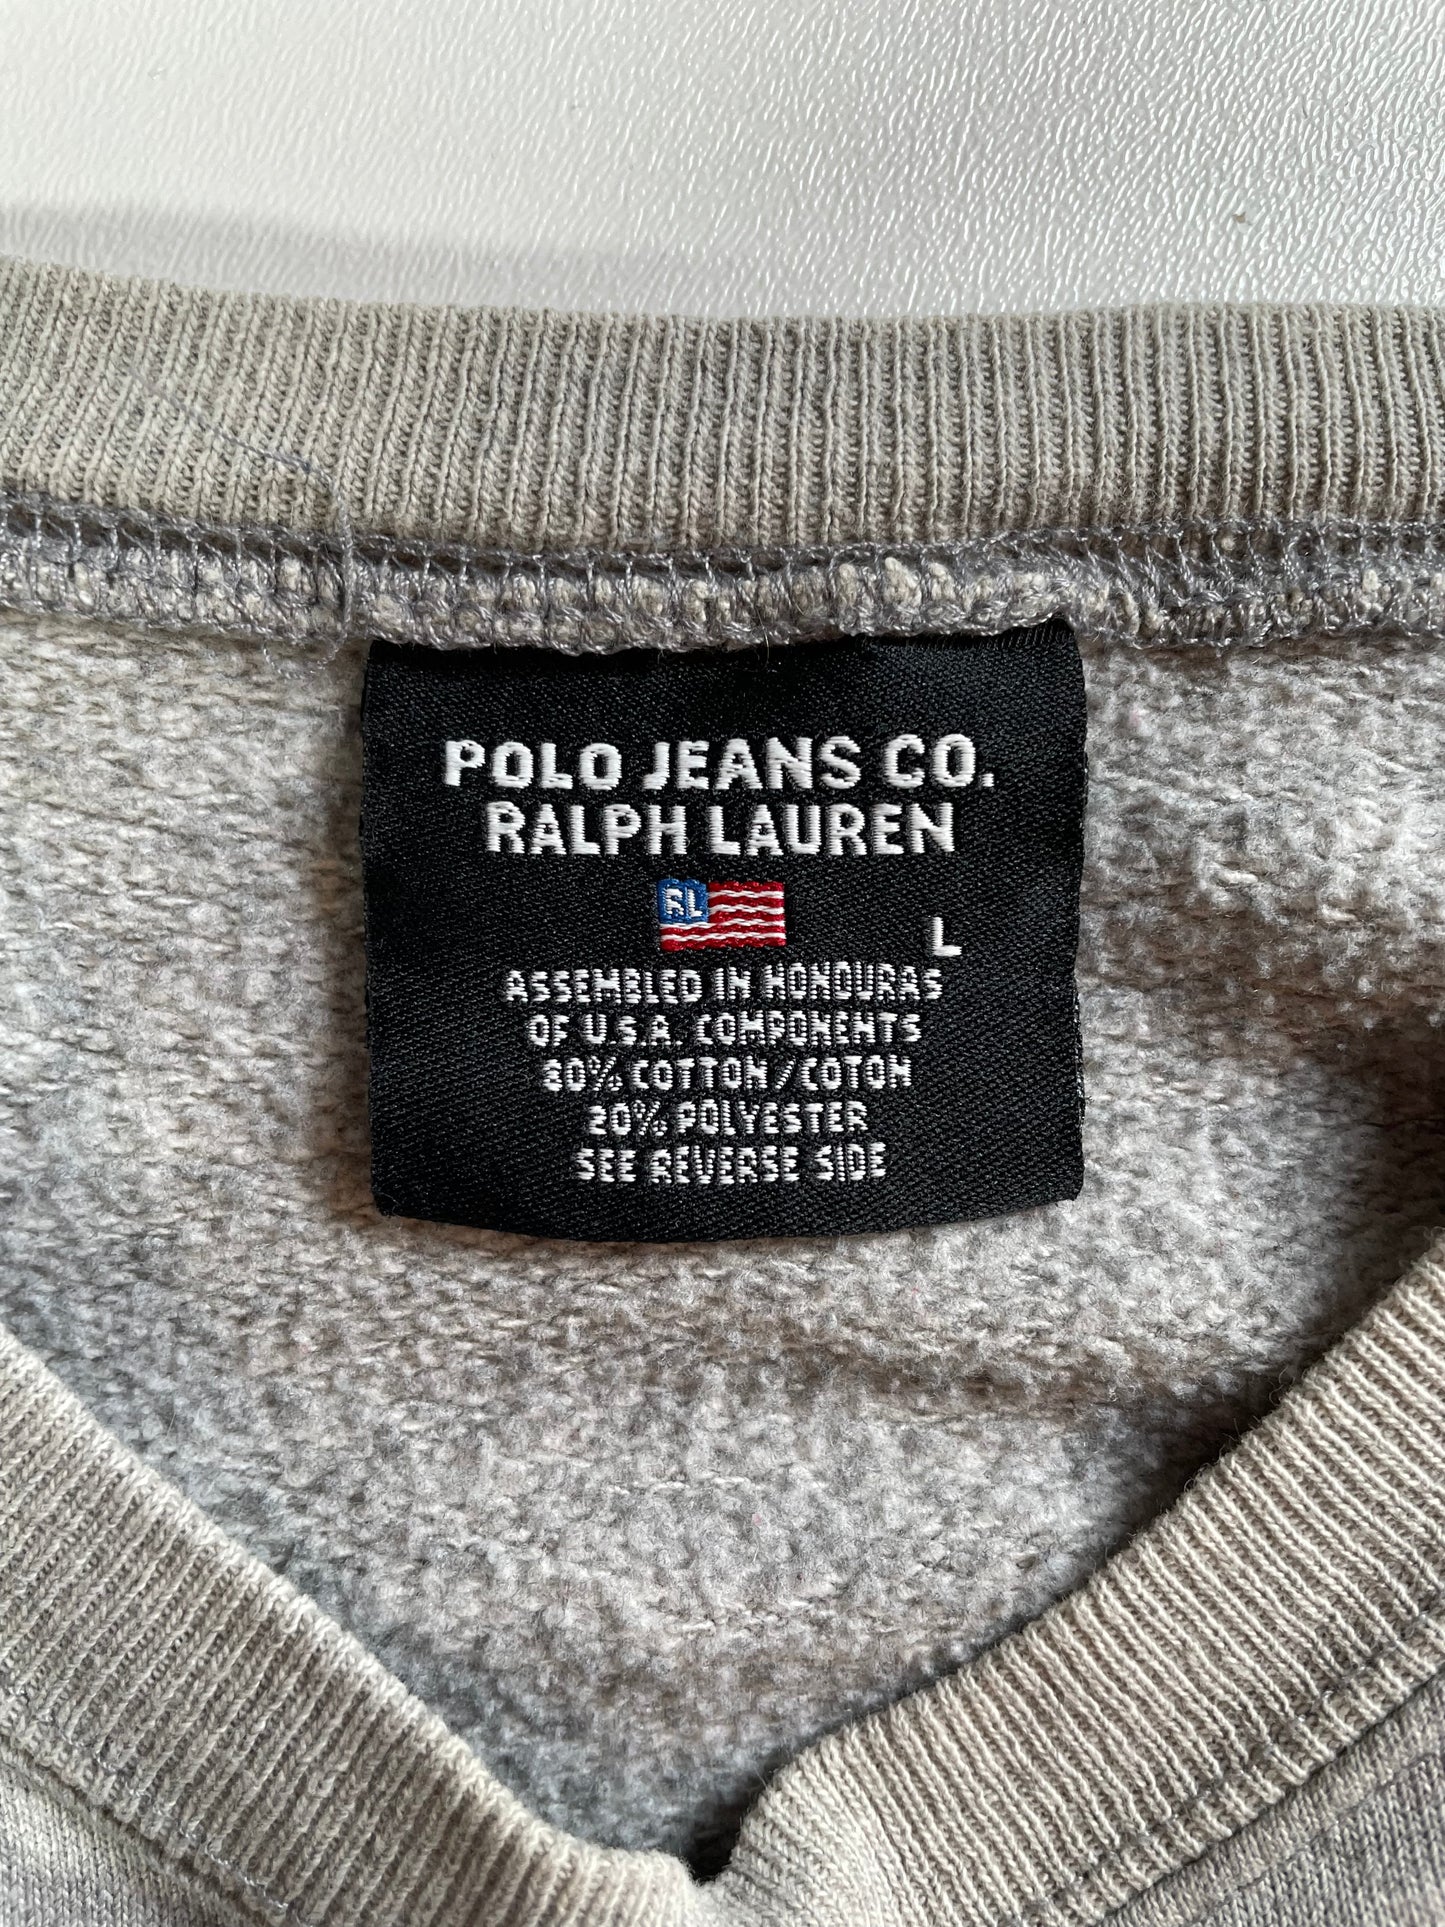 POLO JEANS CO.
RALPH LAUREN
RL
L
ASSEMBLED IN HONDURAS
OF U.S.A. COMPONENTS
80% COTTON/COTON
20% POLYESTER
SEE REVERSE SIDE